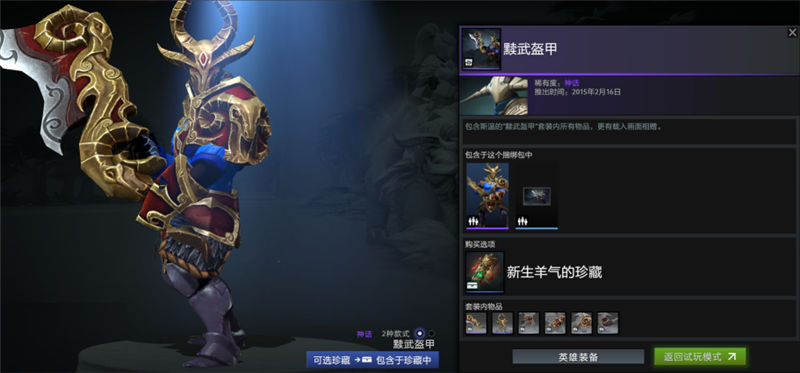 黩武盔甲
稀有度：神话
推出时间：2015年2月16日
包含斯温的“黩武盔甲”套装内所有物品，更有载入画面相赠。
包含于这个捆绑包中
购买选项
新生羊气的珍藏
套装内物品
神话 2种款式
黩武盔甲
可选珍藏 包含于珍藏中
英雄装备
返回试玩模式